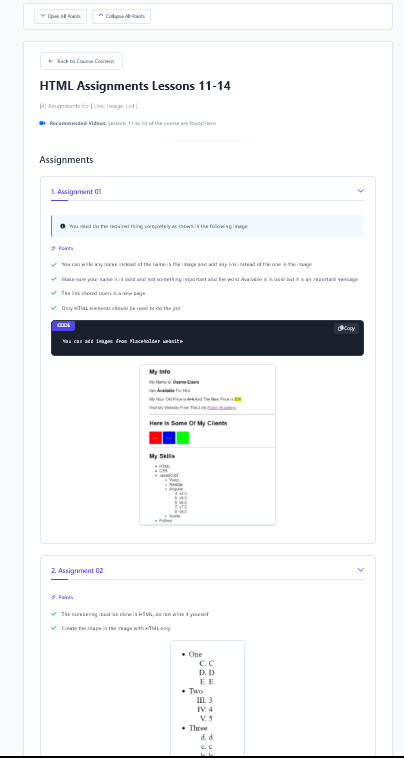 Open All Points
Collapse All Points
← Back to Course Content
HTML Assignments Lessons 11-14
[4] Assignments for [ Link, Image, List ]
Recommended Videos: Lessons 11 to 14 of the course are found here
Assignments
1. Assignment 01
You must do the required thing completely as shown in the following image
Points
You can write any name instead of the name in the image and add any link instead of the one in the image
Make sure your name is in bold and not something important and the word Available is in bold but it is an important message
The link should open in a new page
Only HTML elements should be used to do the job
CODE
Copy
You can add images from Placeholder website
My Info
My Name Is Osama Elzero
Iam Available For Hire
My Hour Old Price Is And The New Price Is
Visit My Website From This Link Elzero Academy
Here Is Some Of My Clients
My Skills
HTML
CSS
JavaScript
Vuejs
Reactjs
Angular
4. v4.0
5. v5.0
6. v6.0
7. v7.0
8. v8.0
Svelte
Python
2. Assignment 02
Points
The numbering must be done in HTML, do not write it yourself
Create the shape in the image with HTML only
One
C. C
D. D
E. E
Two
III. 3
IV. 4
V. 5
Three
d. d
c. c